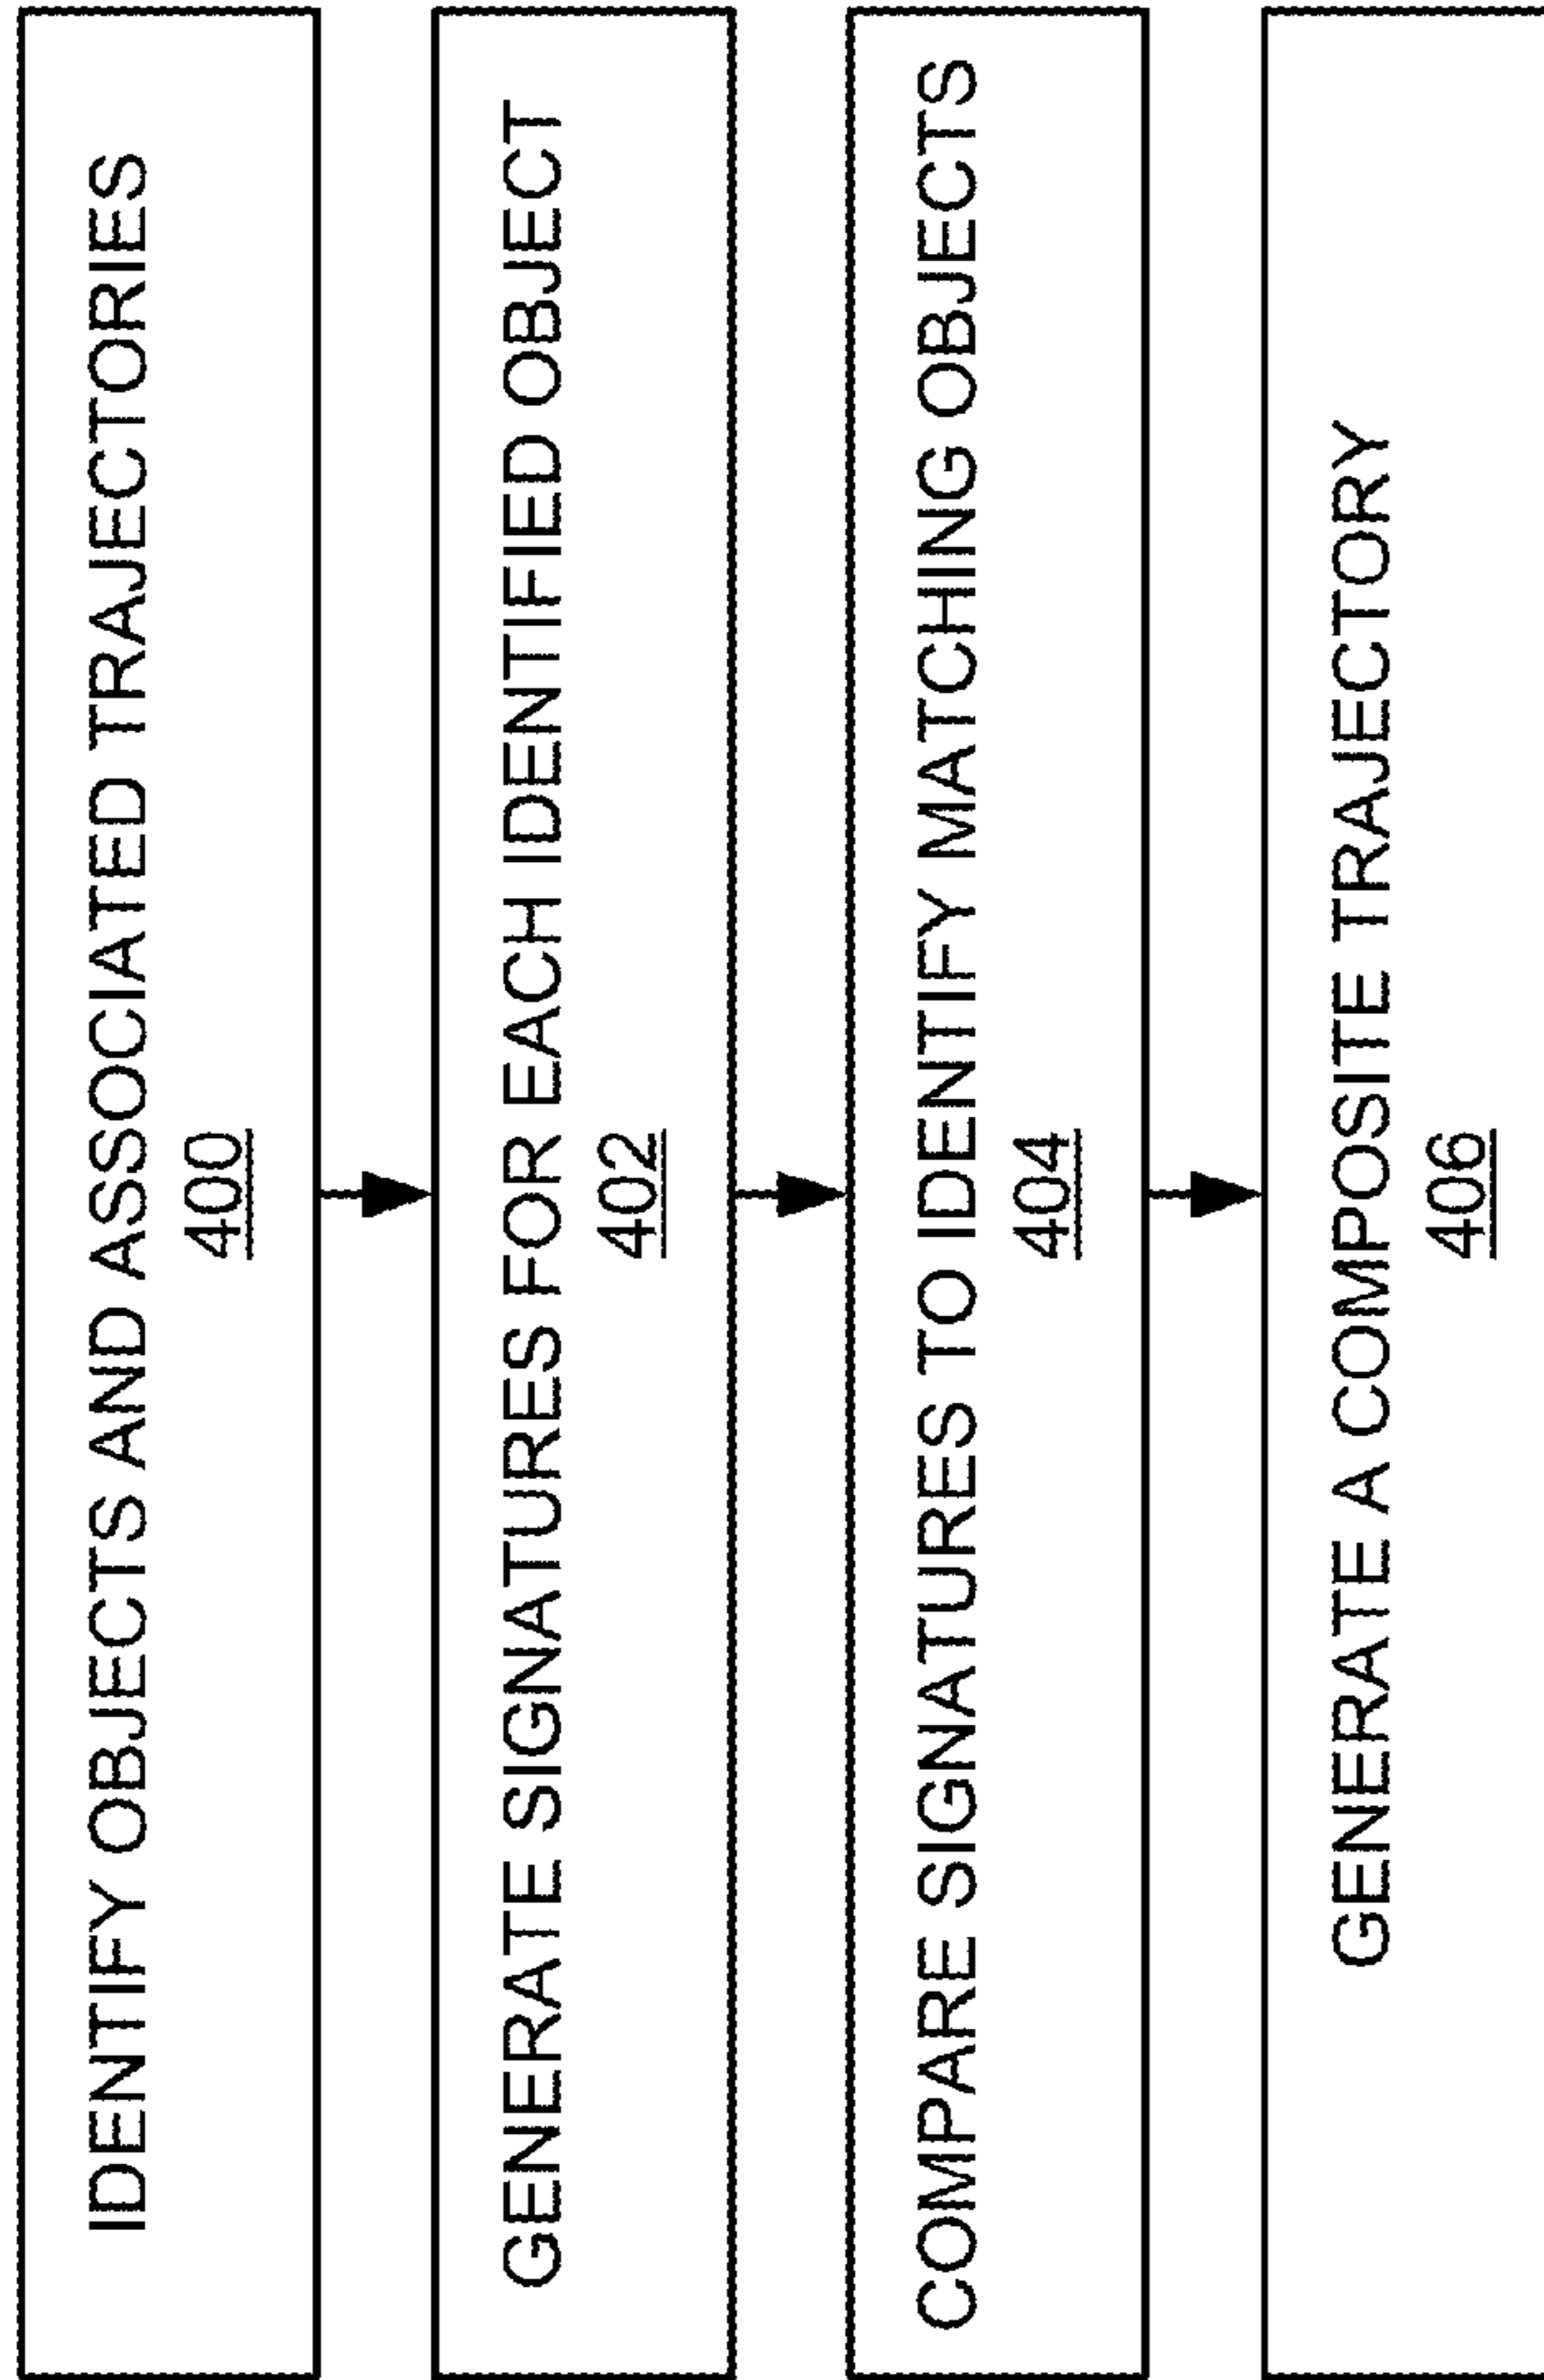 IDENTIFY OBJECTS AND ASSOCIATED TRAJECTORIES
400
GENERATE SIGNATURES FOR EACH IDENTIFIED OBJECT
402
COMPARE SIGNATURES TO IDENTIFY MATCHING OBJECTS
404
GENERATE A COMPOSITE TRAJECTORY
406